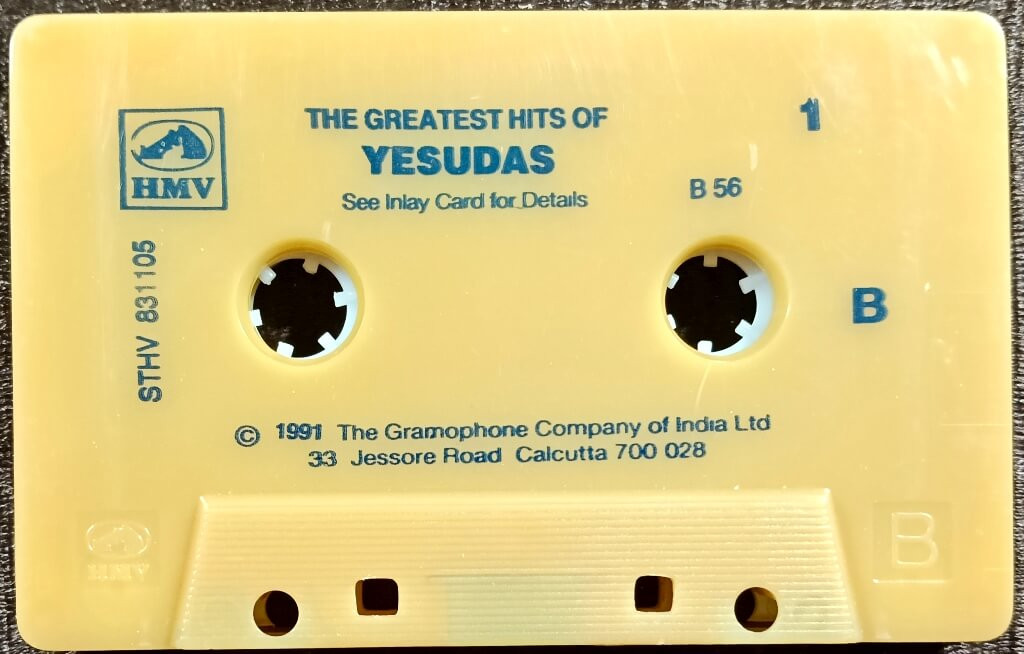 HMV
THE GREATEST HITS OF
YESUDAS
See Inlay Card for Details
1
B 56
STHV 831105
B
© 1991 The Gramophone Company of India Ltd
33 Jessore Road Calcutta 700 028
HMV
B